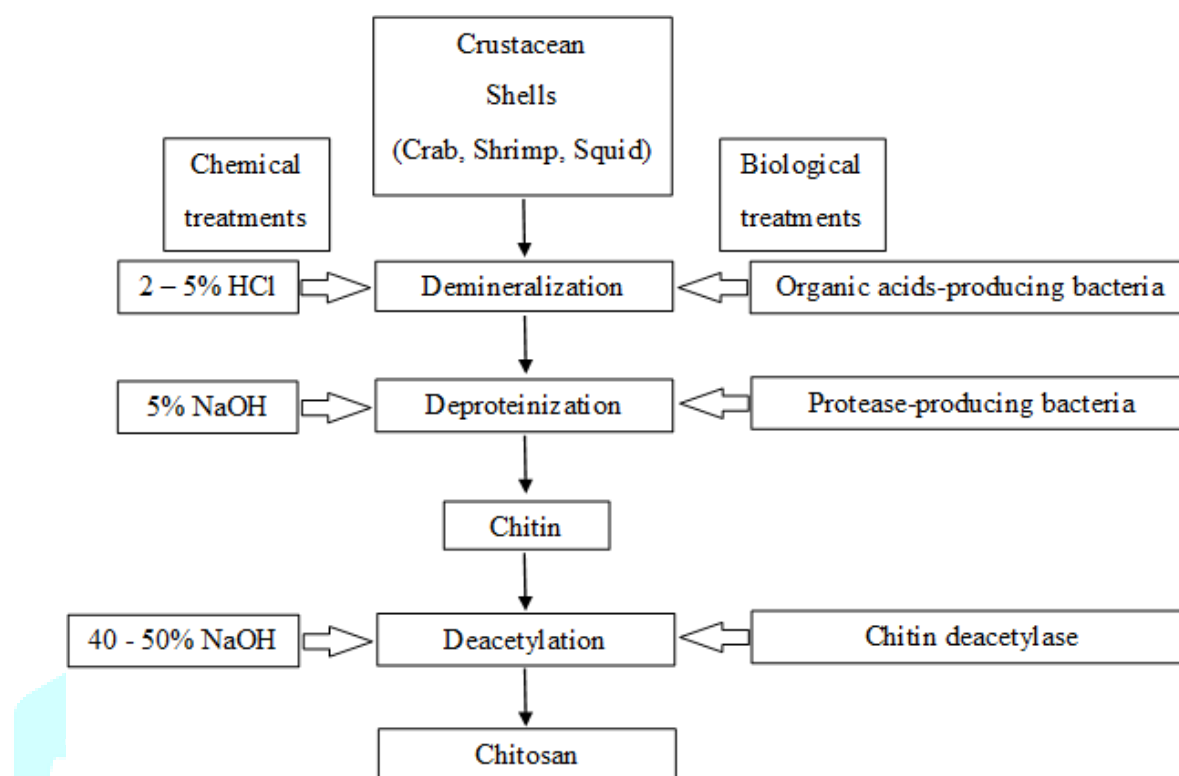 Crustacean
Shells
(Crab, Shrimp, Squid)
Chemical
treatments
Biological
treatments
2 – 5% HCl
Demineralization
Organic acids-producing bacteria
5% NaOH
Deproteinization
Protease-producing bacteria
Chitin
40 - 50% NaOH
Deacetylation
Chitin deacetylase
Chitosan